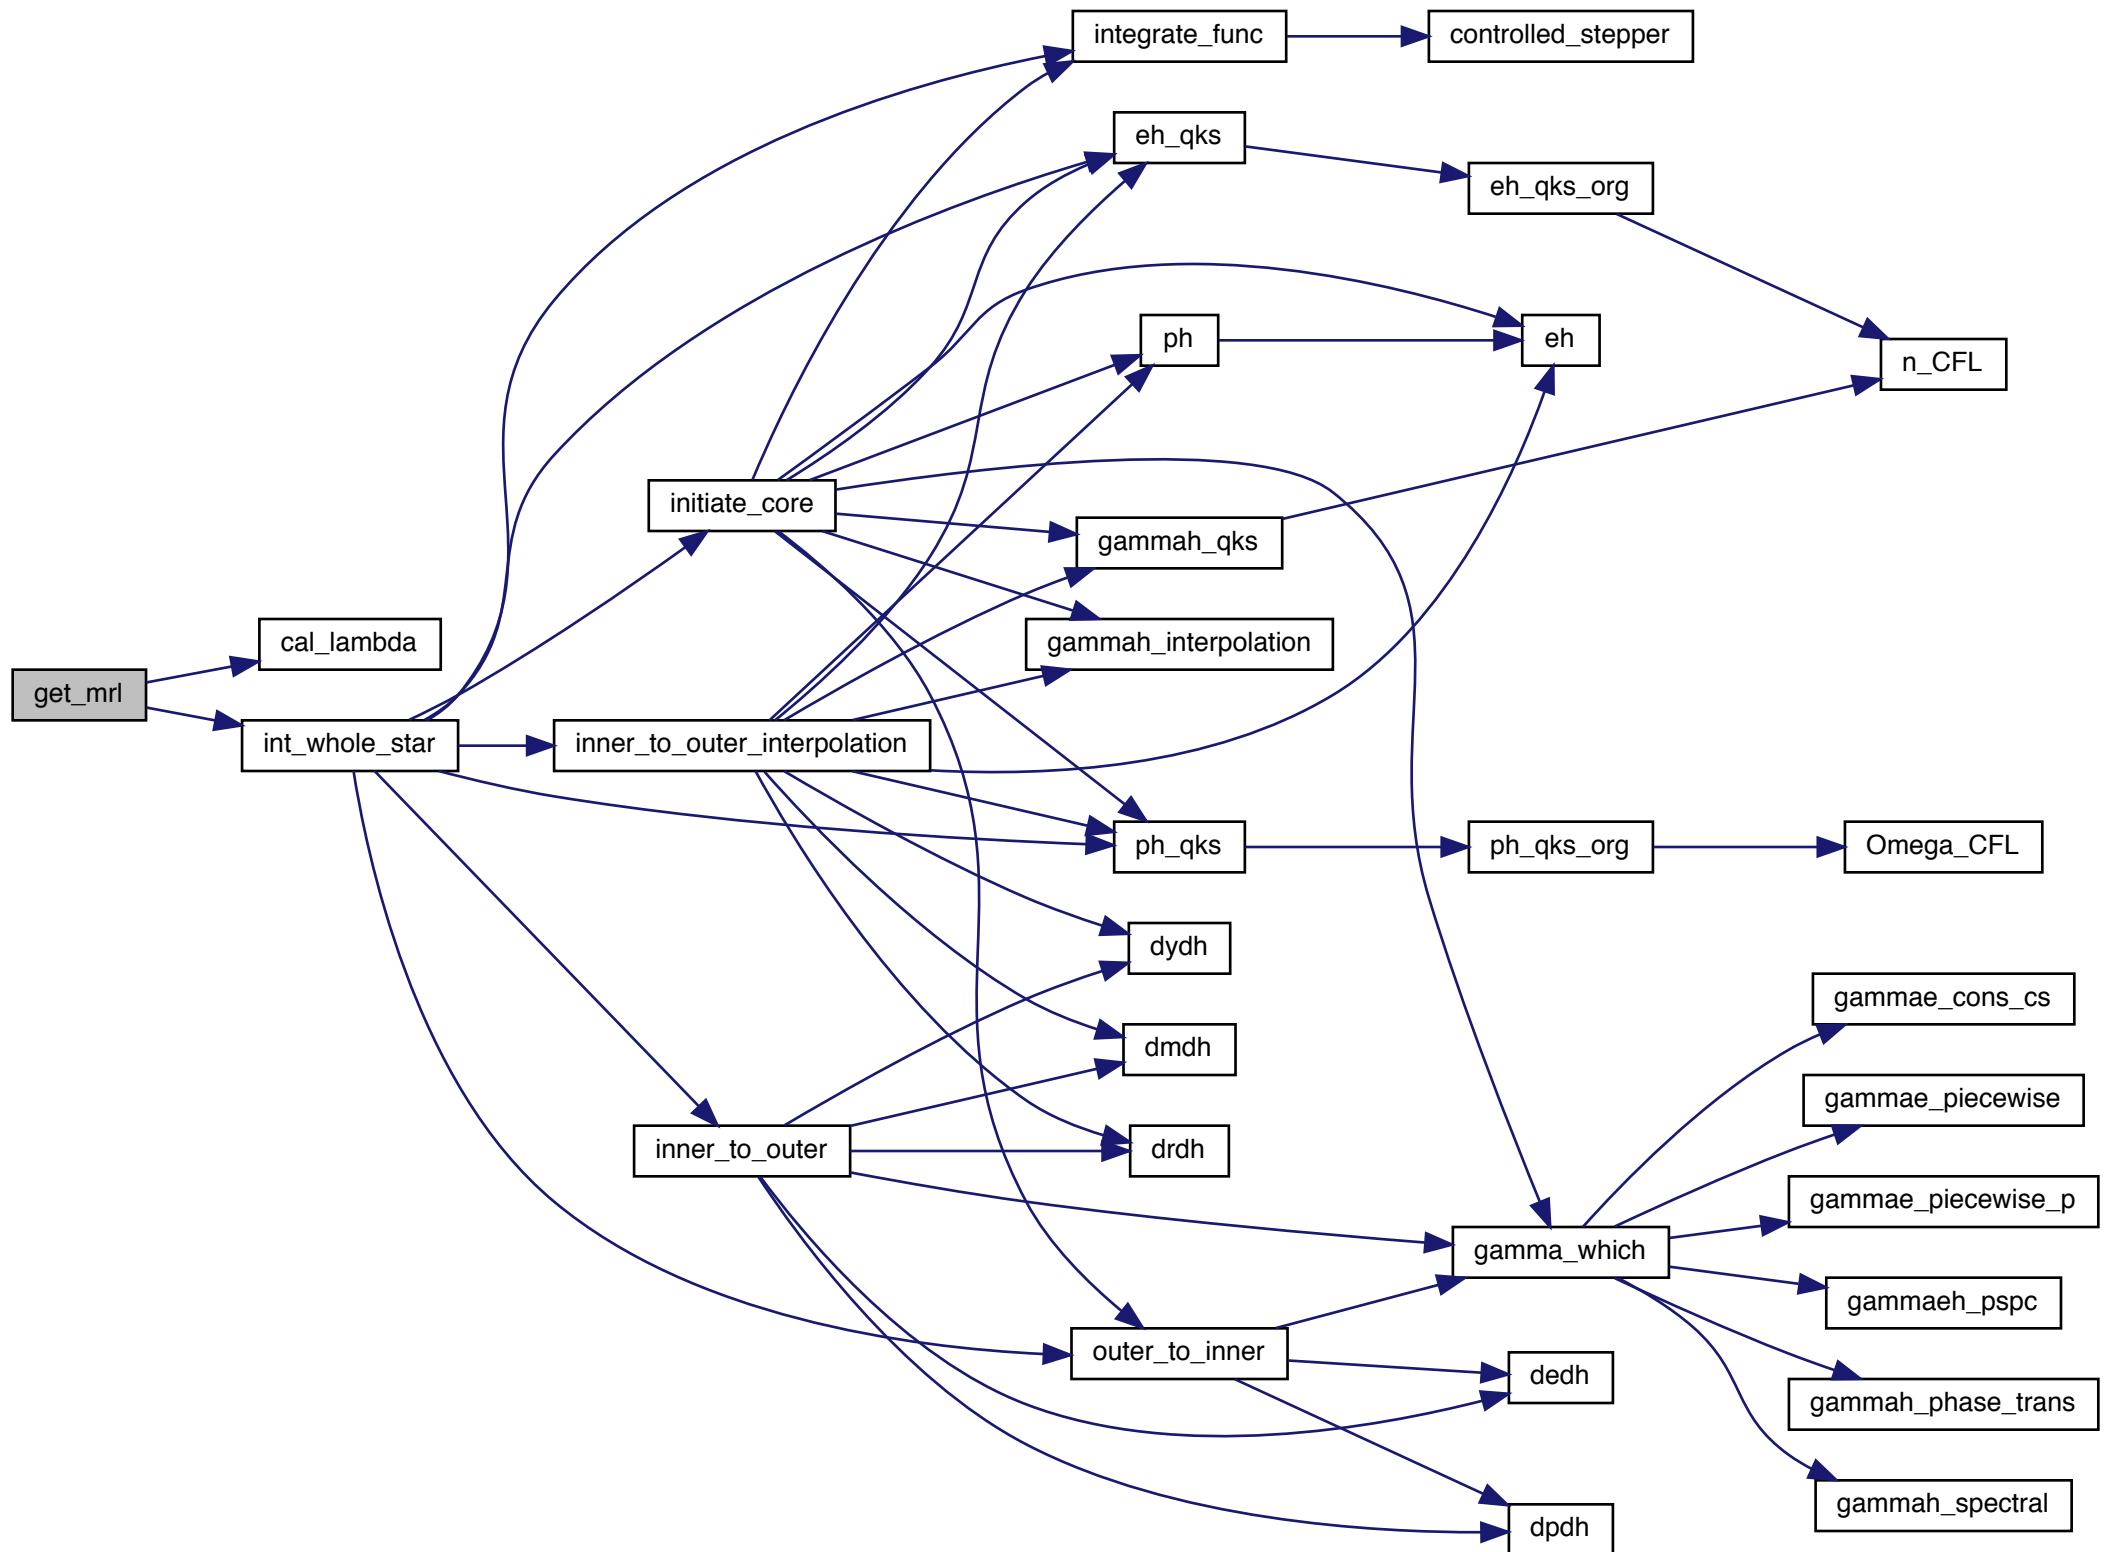 integrate_func
controlled_stepper
eh_qks
eh_qks_org
ph
eh
n_CFL
initiate_core
gammah_qks
cal_lambda
gammah_interpolation
get_mrl
int_whole_star
inner_to_outer_interpolation
ph_qks
ph_qks_org
Omega_CFL
dydh
gammae_cons_cs
dmdh
gammae_piecewise
inner_to_outer
drdh
gammae_piecewise_p
gamma_which
gammaeh_pspc
outer_to_inner
dedh
gammah_phase_trans
gammah_spectral
dpdh